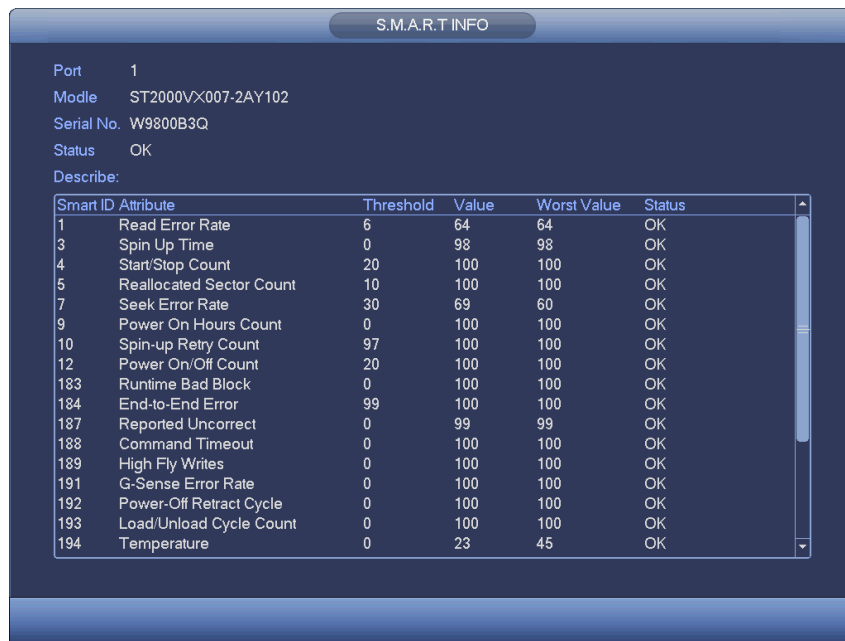 S.M.A.R.T INFO
Port 1
Modle ST2000VX007-2AY102
Serial No. W9800B3Q
Status OK
Describe:
Smart ID Attribute Threshold Value Worst Value Status
1 Read Error Rate 6 64 64 OK
3 Spin Up Time 0 98 98 OK
4 Start/Stop Count 20 100 100 OK
5 Reallocated Sector Count 10 100 100 OK
7 Seek Error Rate 30 69 60 OK
9 Power On Hours Count 0 100 100 OK
10 Spin-up Retry Count 97 100 100 OK
12 Power On/Off Count 20 100 100 OK
183 Runtime Bad Block 0 100 100 OK
184 End-to-End Error 99 100 100 OK
187 Reported Uncorrect 0 99 99 OK
188 Command Timeout 0 100 100 OK
189 High Fly Writes 0 100 100 OK
191 G-Sense Error Rate 0 100 100 OK
192 Power-Off Retract Cycle 0 100 100 OK
193 Load/Unload Cycle Count 0 100 100 OK
194 Temperature 0 23 45 OK